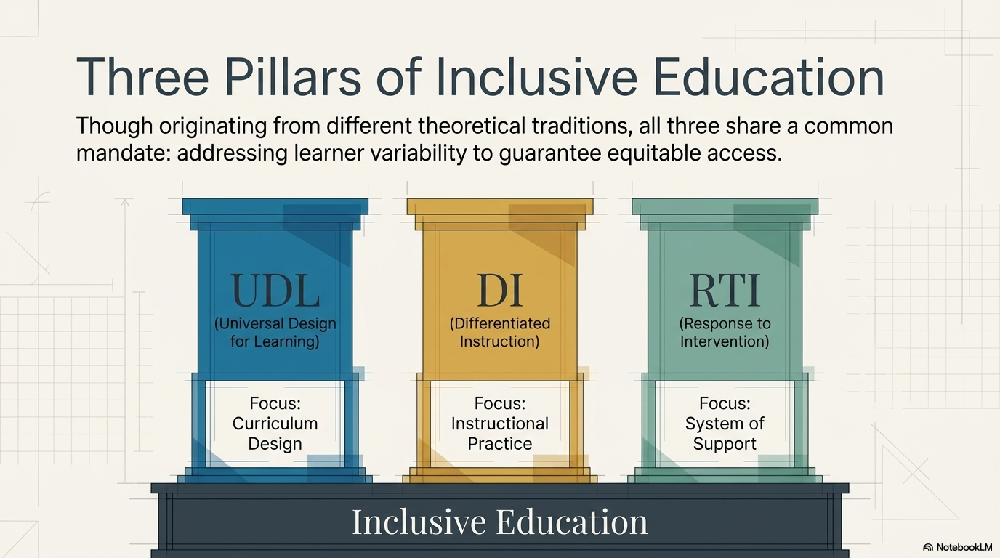 Three Pillars of Inclusive Education
Though originating from different theoretical traditions, all three share a common
mandate: addressing learner variability to guarantee equitable access.
UDL
(Universal Design
for Learning)
Focus:
Curriculum
Design
DI
(Differentiated
Instruction)
Focus:
Instructional
Practice
RTI
(Response to
Intervention)
Focus:
System of
Support
Inclusive Education
NotebookLM